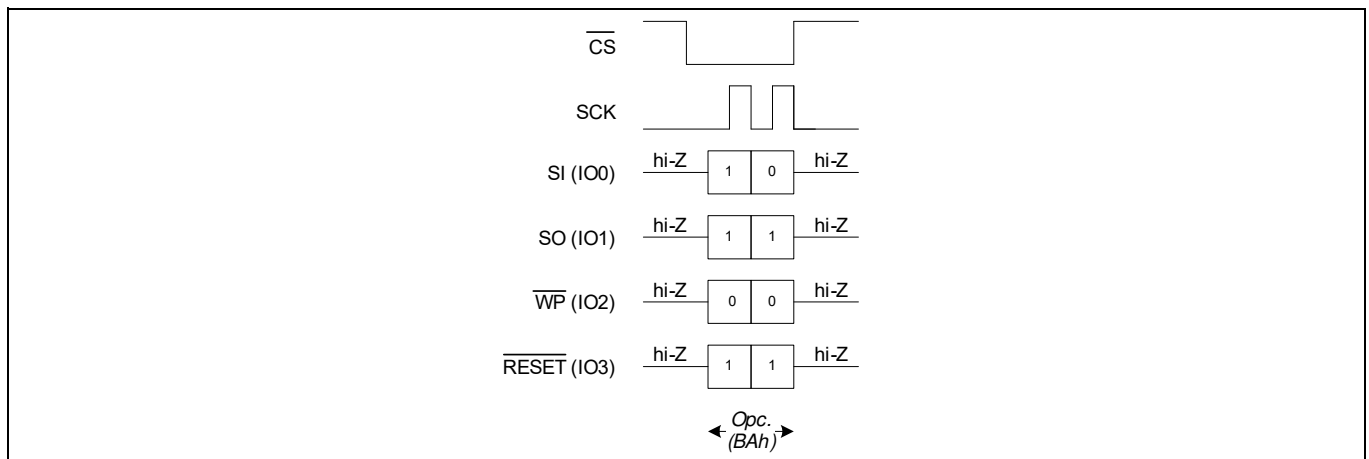 CS
SCK
SI (IO0) hi-Z 1 0 hi-Z
SO (IO1) hi-Z 1 1 hi-Z
WP (IO2) hi-Z 0 0 hi-Z
RESET (IO3) hi-Z 1 1 hi-Z
Opc.
(BAh)